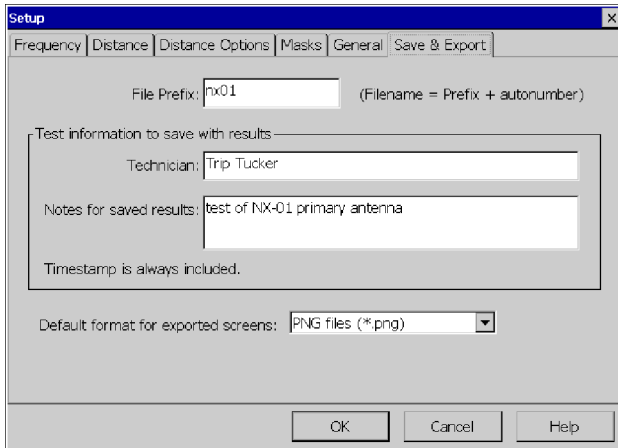 Setup
Frequency Distance Distance Options Masks General Save & Export
File Prefix: nx01 (Filename = Prefix + autonumber)
Test information to save with results
Technician: Trip Tucker
Notes for saved results: test of NX-01 primary antenna
Timestamp is always included.
Default format for exported screens: PNG files (*.png)
OK Cancel Help